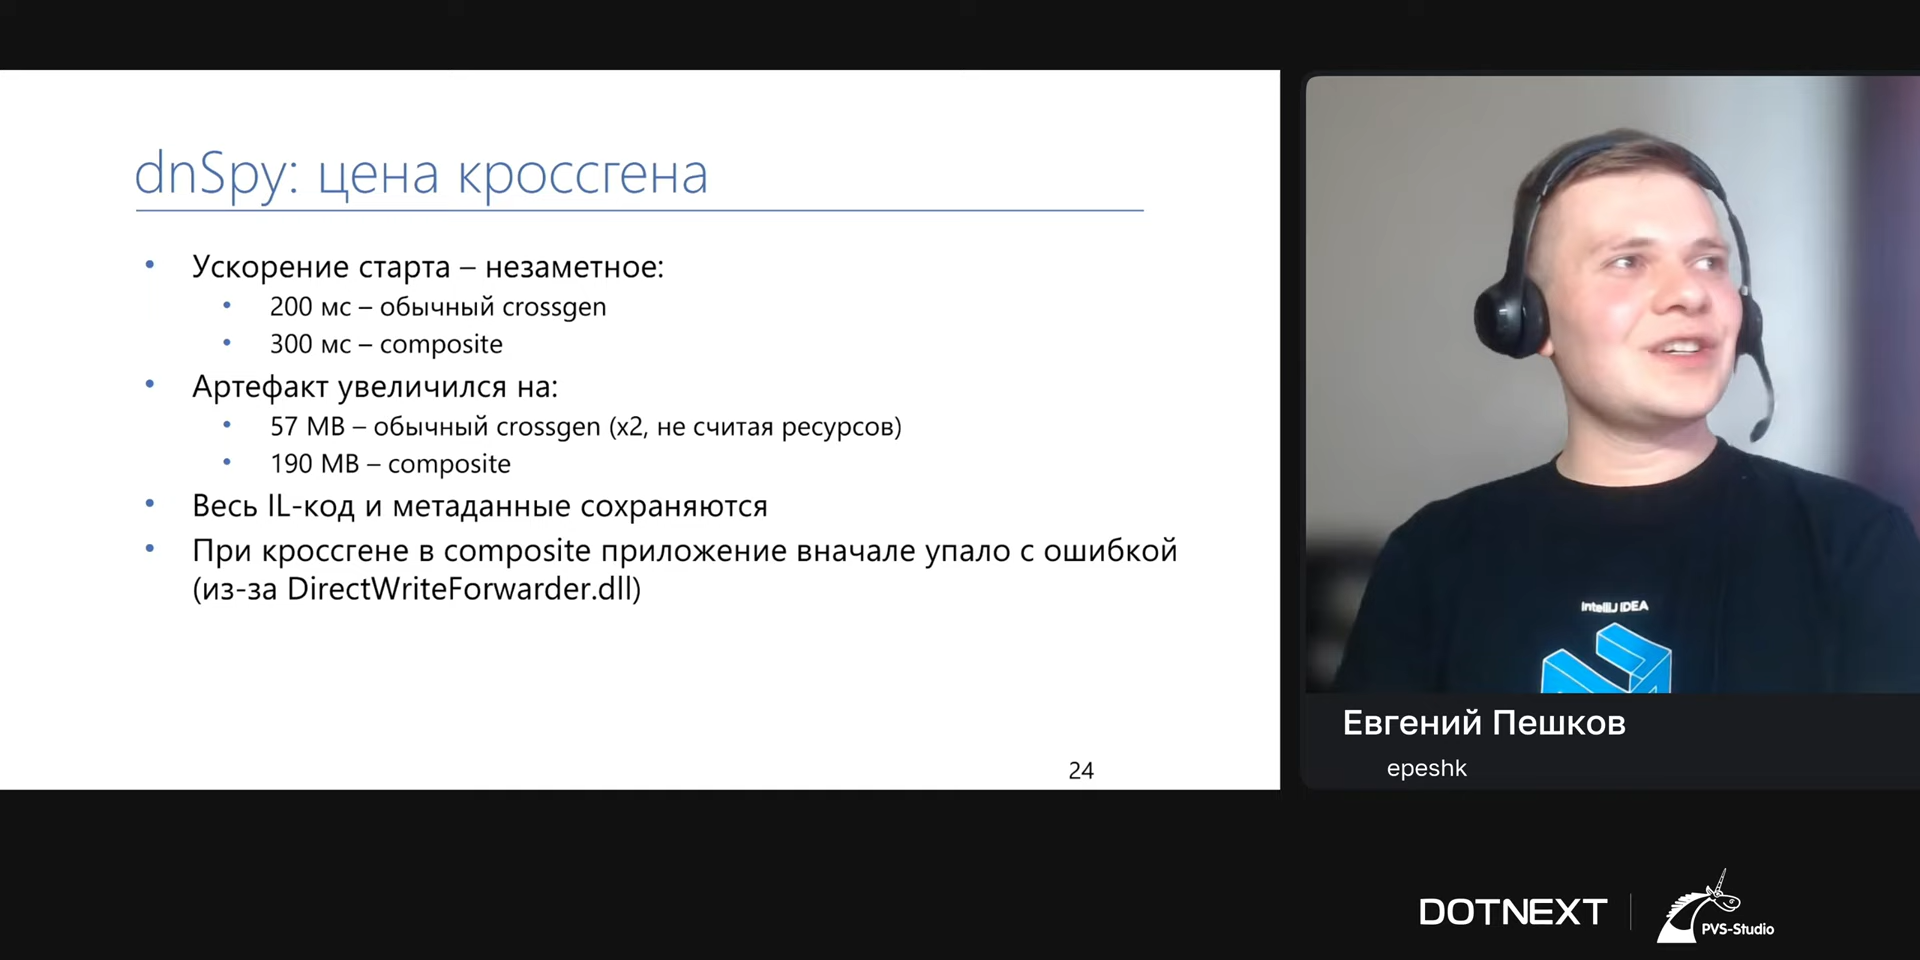 dnSpy: цена кроссгена
• Ускорение старта – незаметное:
• 200 мс – обычный crossgen
• 300 мс – composite
• Артефакт увеличился на:
• 57 MB – обычный crossgen (x2, не считая ресурсов)
• 190 MB – composite
• Весь IL-код и метаданные сохраняются
• При кроссгене в composite приложение вначале упало с ошибкой
(из-за DirectWriteForwarder.dll)
24
IntelliJ IDEA
Евгений Пешков
epeshk
DOTNEXT
PVS-Studio